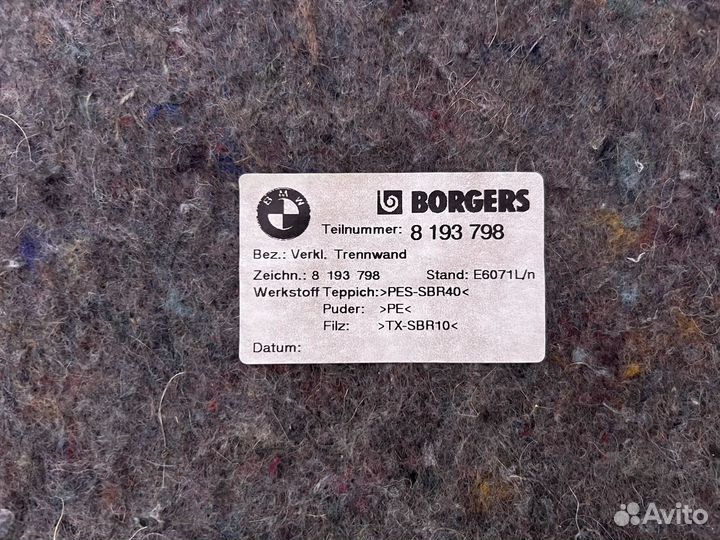 BMW
BORGERS
Teilnummer: 8 193 798
Bez.: Verkl. Trennwand
Zeichn.: 8 193 798 Stand: E6071L/n
Werkstoff Teppich:>PES-SBR40<
Puder: >PE<
Filz: >TX-SBR10<
Datum:
Avito